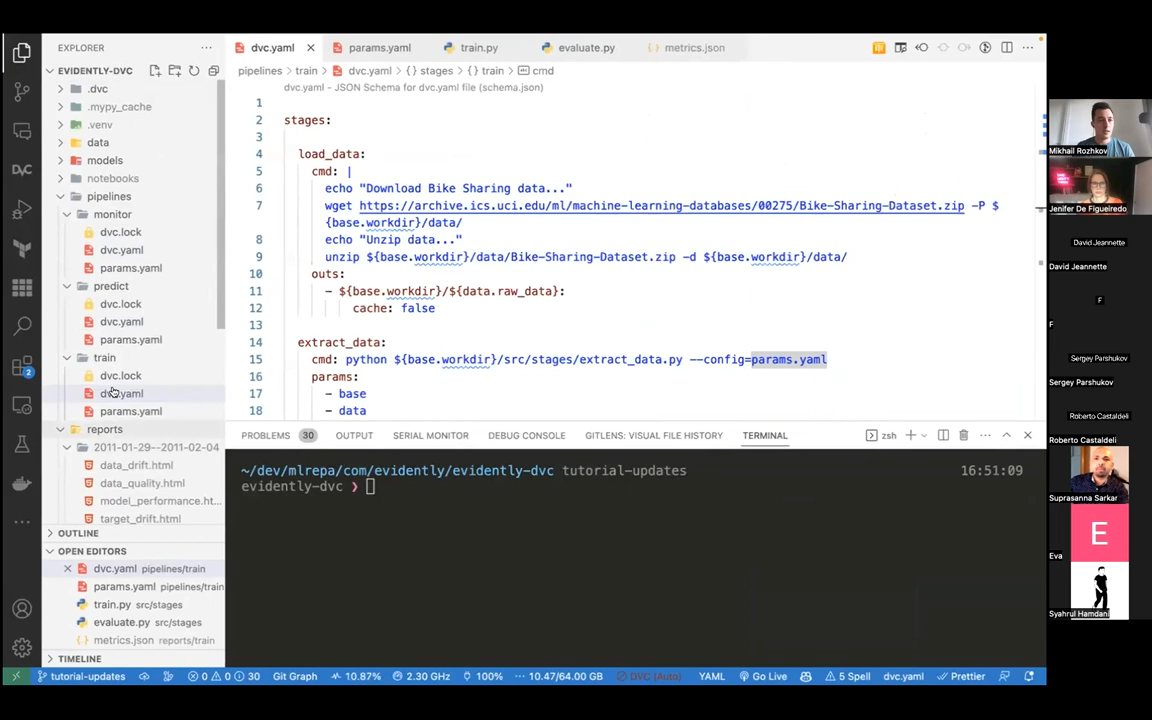 EXPLORER
EVIDENTLY-DVC
.dvc
.mypy_cache
.venv
data
models
notebooks
pipelines
monitor
dvc.lock
dvc.yaml
params.yaml
predict
dvc.lock
dvc.yaml
params.yaml
train
dvc.lock
dvc.yaml
params.yaml
reports
2011-01-29--2011-02-04
data_drift.html
data_quality.html
model_performance.ht...
target_drift.html
OUTLINE
OPEN EDITORS
dvc.yaml pipelines/train
params.yaml pipelines/train
train.py src/stages
evaluate.py src/stages
metrics.json reports/train
TIMELINE
DVC
2
dvc.yaml
params.yaml
train.py
evaluate.py
metrics.json
pipelines > train > dvc.yaml > {} stages > {} train > cmd
dvc.yaml - JSON Schema for dvc.yaml file (schema.json)
1
2 stages:
3
4 load_data:
5 cmd: |
6 echo "Download Bike Sharing data..."
7 wget https://archive.ics.uci.edu/ml/machine-learning-databases/00275/Bike-Sharing-Dataset.zip -P $
{base.workdir}/data/
8 echo "Unzip data..."
9 unzip ${base.workdir}/data/Bike-Sharing-Dataset.zip -d ${base.workdir}/data/
10 outs:
11 - ${base.workdir}/${data.raw_data}:
12 cache: false
13
14 extract_data:
15 cmd: python ${base.workdir}/src/stages/extract_data.py --config=params.yaml
16 params:
17 - base
18 - data
PROBLEMS 30 OUTPUT SERIAL MONITOR DEBUG CONSOLE GITLENS: VISUAL FILE HISTORY TERMINAL
zsh
~/dev/mlrepa/com/evidently/evidently-dvc tutorial-updates 16:51:09
evidently-dvc ❯
tutorial-updates 0 0 30 Git Graph 10.87% 2.30 GHz 100% 10.47/64.00 GB DVC (Auto) YAML Go Live 5 Spell dvc.yaml Prettier
Mikhail Rozhkov
Jenifer De Figueiredo
David Jeannette
David Jeannette
F
F
Sergey Parshukov
Sergey Parshukov
Roberto Castaldeli
Roberto Castaldeli
Suprasanna Sarkar
E
Eva
Syahrul Hamdani